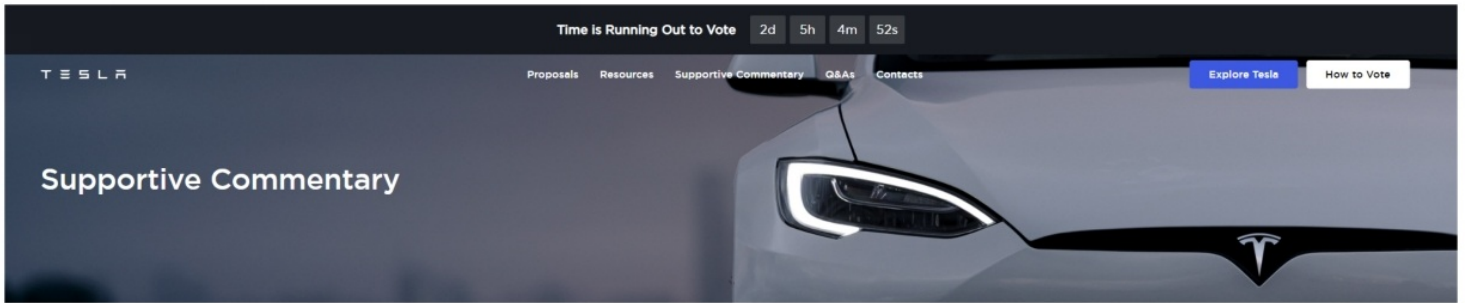 Time is Running Out to Vote 2d 5h 4m 52s
TESLA Proposals Resources Supportive Commentary Q&As Contacts Explore Tesla How to Vote
Supportive Commentary